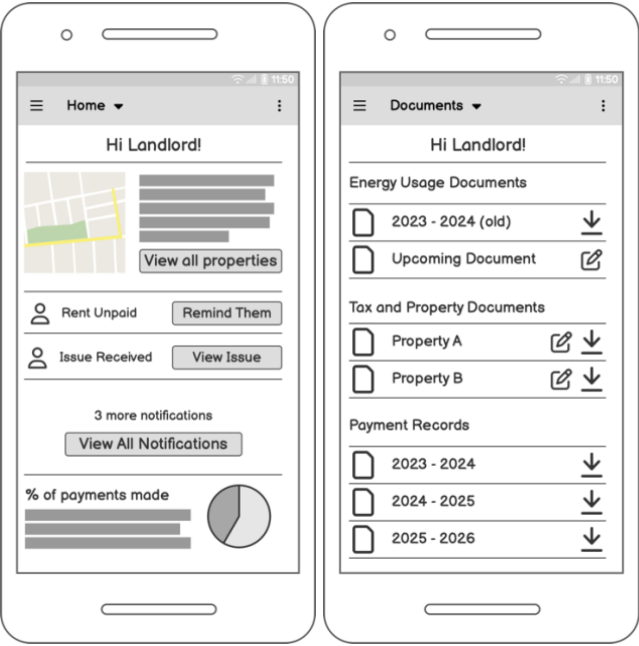 11:50
Home
Hi Landlord!
View all properties
Rent Unpaid
Remind Them
Issue Received
View Issue
3 more notifications
View All Notifications
% of payments made
11:50
Documents
Hi Landlord!
Energy Usage Documents
2023 - 2024 (old)
Upcoming Document
Tax and Property Documents
Property A
Property B
Payment Records
2023 - 2024
2024 - 2025
2025 - 2026